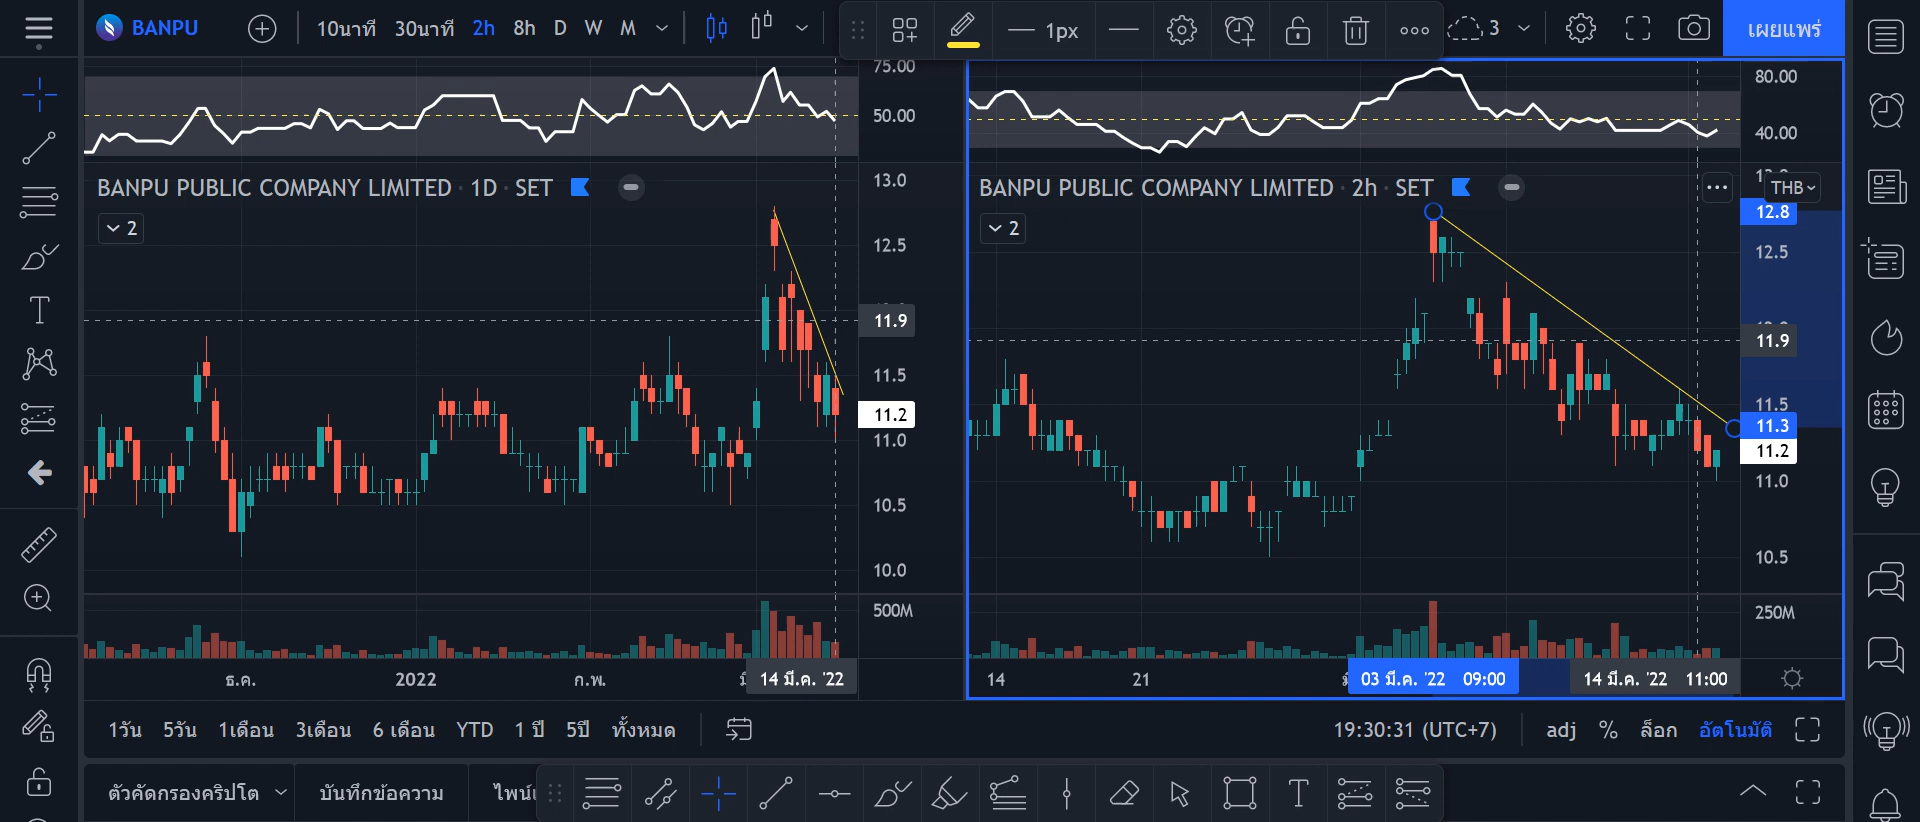 BANPU
10นาที 30นาที 2h 8h D W M
1px
3
เผยแพร่
75.00
50.00
80.00
40.00
BANPU PUBLIC COMPANY LIMITED · 1D · SET
2
13.0
12.5
11.9
11.5
11.2
11.0
10.5
10.0
500M
ธ.ค. 2022 ก.พ. 14 มี.ค. '22
BANPU PUBLIC COMPANY LIMITED · 2h · SET
2
THB
12.8
12.5
11.9
11.5
11.3
11.2
11.0
10.5
250M
14 21 03 มี.ค. '22 09:00 14 มี.ค. '22 11:00
1วัน 5วัน 1เดือน 3เดือน 6 เดือน YTD 1 ปี 5ปี ทั้งหมด
19:30:31 (UTC+7) adj % ล็อก อัตโนมัติ
ตัวคัดกรองคริปโต บันทึกข้อความ